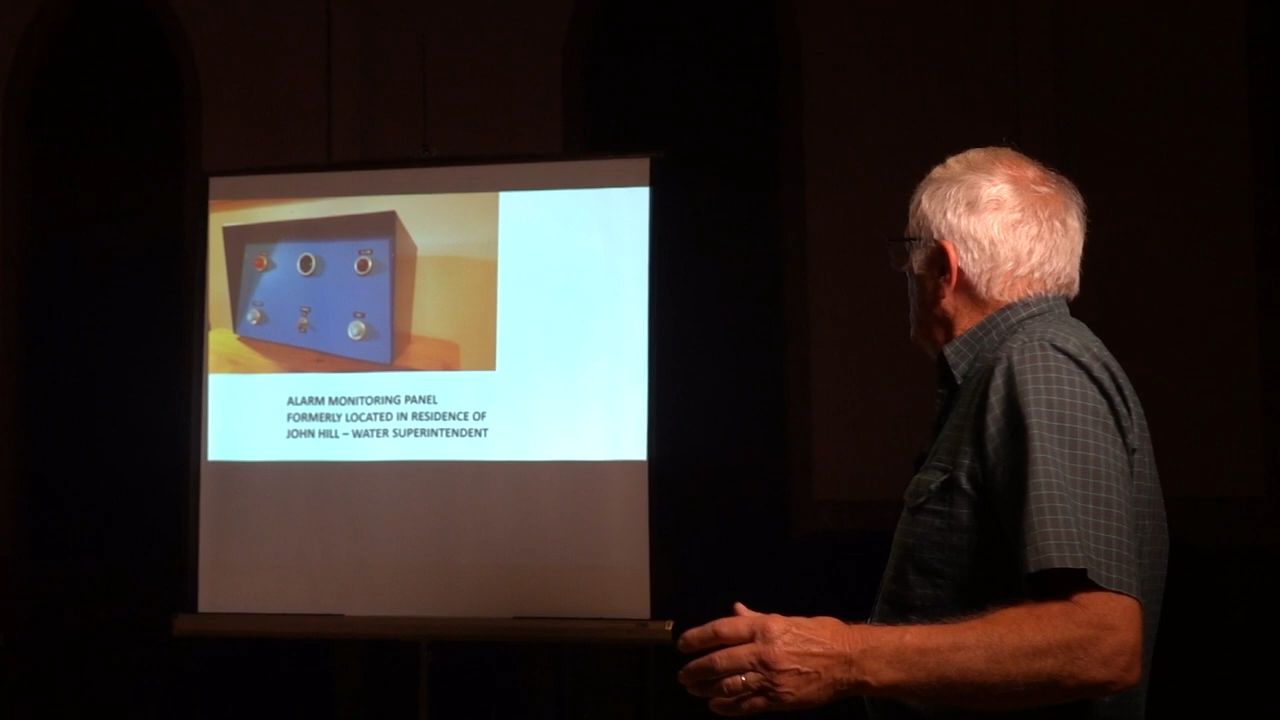 ALARM MONITORING PANEL
FORMERLY LOCATED IN RESIDENCE OF
JOHN HILL – WATER SUPERINTENDENT